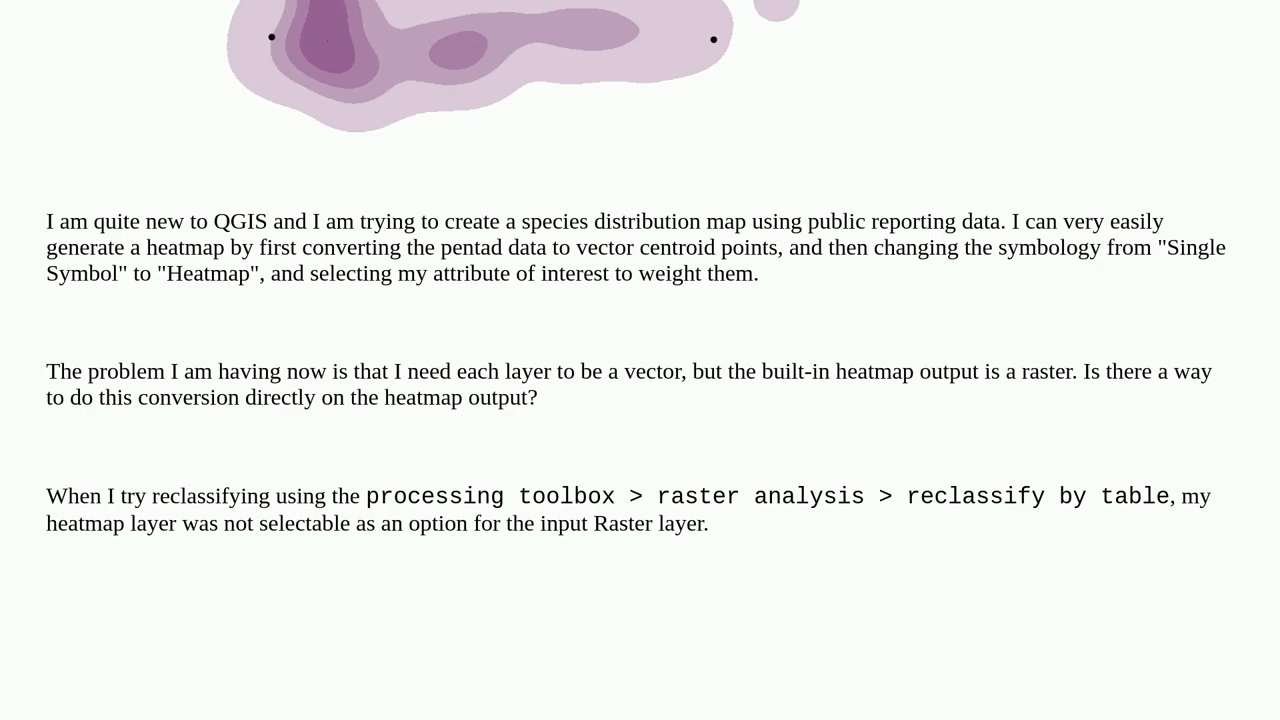 I am quite new to QGIS and I am trying to create a species distribution map using public reporting data. I can very easily
generate a heatmap by first converting the pentad data to vector centroid points, and then changing the symbology from "Single
Symbol" to "Heatmap", and selecting my attribute of interest to weight them.
The problem I am having now is that I need each layer to be a vector, but the built-in heatmap output is a raster. Is there a way
to do this conversion directly on the heatmap output?
When I try reclassifying using the processing toolbox > raster analysis > reclassify by table, my
heatmap layer was not selectable as an option for the input Raster layer.